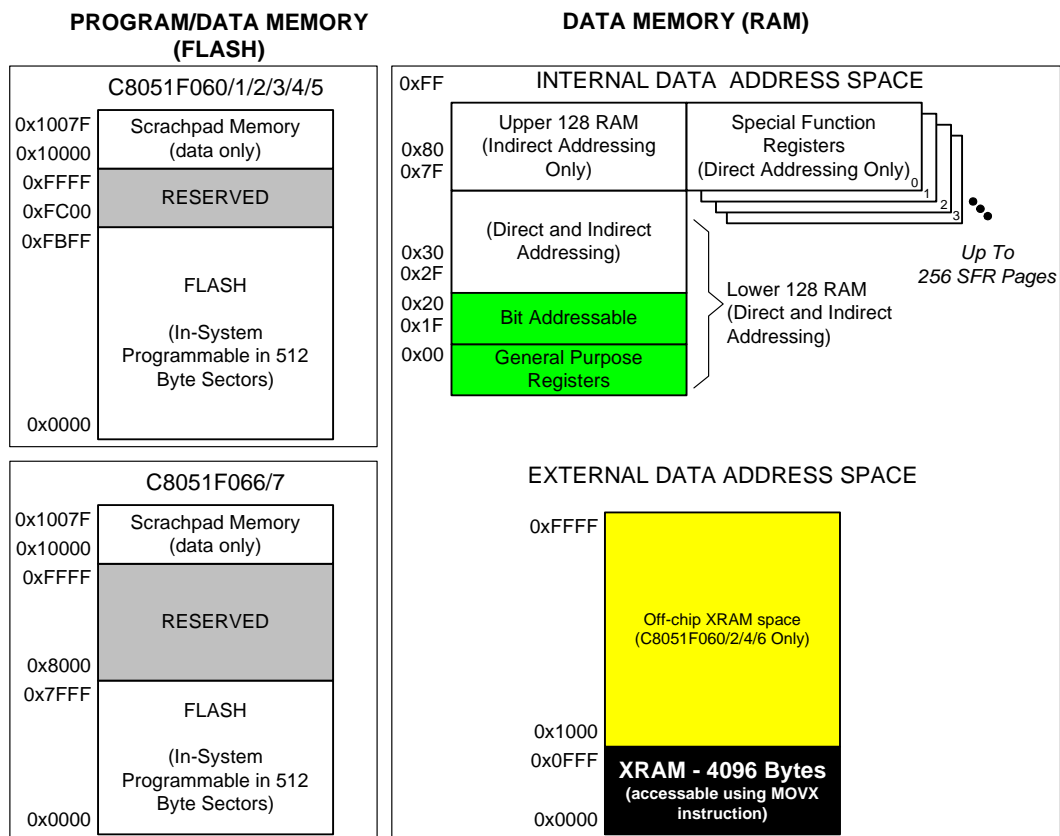 PROGRAM/DATA MEMORY
(FLASH)
C8051F060/1/2/3/4/5
0x1007F
0x10000
Scrachpad Memory
(data only)
0xFFFF
0xFC00
RESERVED
0xFBFF
FLASH
(In-System
Programmable in 512
Byte Sectors)
0x0000
C8051F066/7
0x1007F
0x10000
Scrachpad Memory
(data only)
0xFFFF
RESERVED
0x8000
0x7FFF
FLASH
(In-System
Programmable in 512
Byte Sectors)
0x0000
DATA MEMORY (RAM)
INTERNAL DATA ADDRESS SPACE
0xFF
Upper 128 RAM
(Indirect Addressing
Only)
0x80
0x7F
Special Function
Registers
(Direct Addressing Only)
0
1
2
3
Up To
256 SFR Pages
(Direct and Indirect
Addressing)
0x30
0x2F
Lower 128 RAM
(Direct and Indirect
Addressing)
0x20
0x1F
Bit Addressable
0x00
General Purpose
Registers
EXTERNAL DATA ADDRESS SPACE
0xFFFF
Off-chip XRAM space
(C8051F060/2/4/6 Only)
0x1000
0x0FFF
XRAM - 4096 Bytes
(accessable using MOVX
instruction)
0x0000